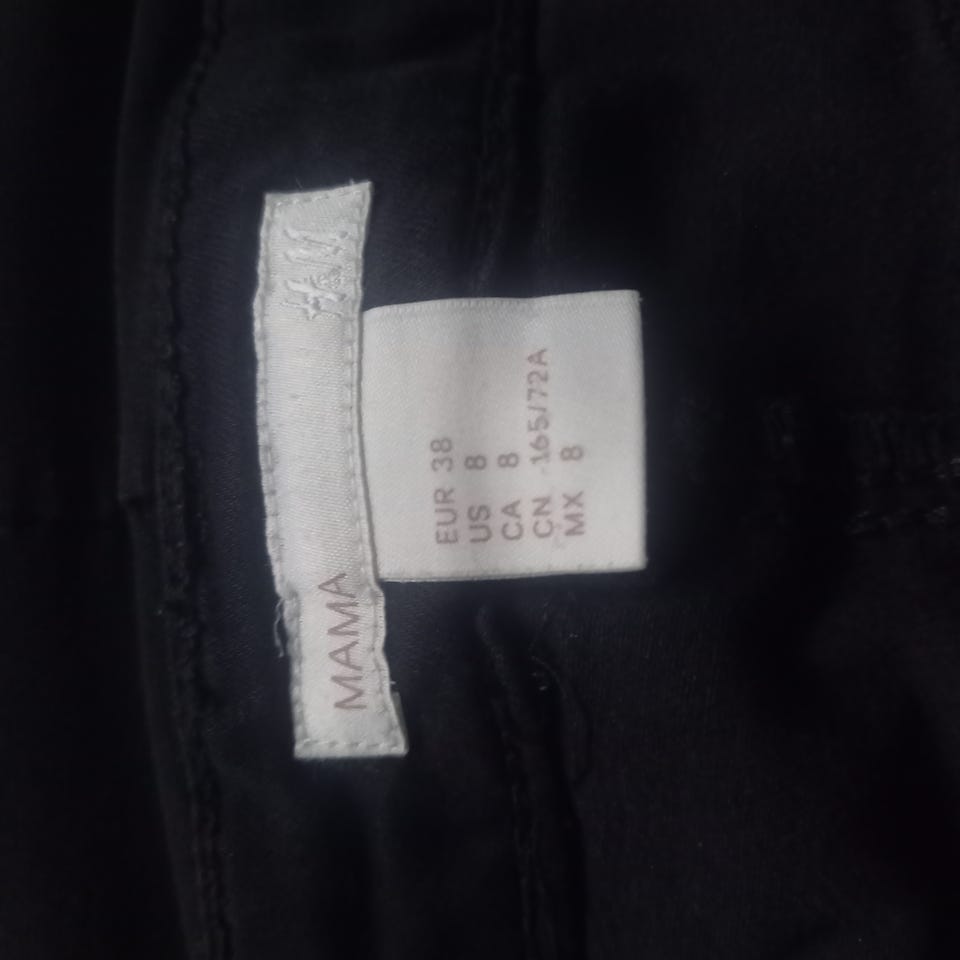 MAMA H&M
EUR 38
US 8
CA 8
CN 165/72A
MX 8